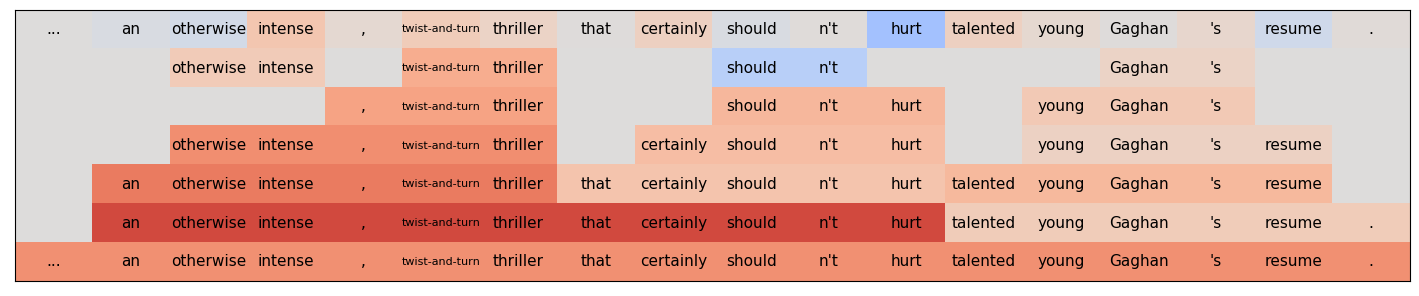 ... an otherwise intense , twist-and-turn thriller that certainly should n't hurt talented young Gaghan 's resume .
otherwise intense twist-and-turn thriller should n't Gaghan 's
, twist-and-turn thriller should n't hurt young Gaghan 's
otherwise intense , twist-and-turn thriller certainly should n't hurt young Gaghan 's resume
an otherwise intense , twist-and-turn thriller that certainly should n't hurt talented young Gaghan 's resume
an otherwise intense , twist-and-turn thriller that certainly should n't hurt talented young Gaghan 's resume .
... an otherwise intense , twist-and-turn thriller that certainly should n't hurt talented young Gaghan 's resume .